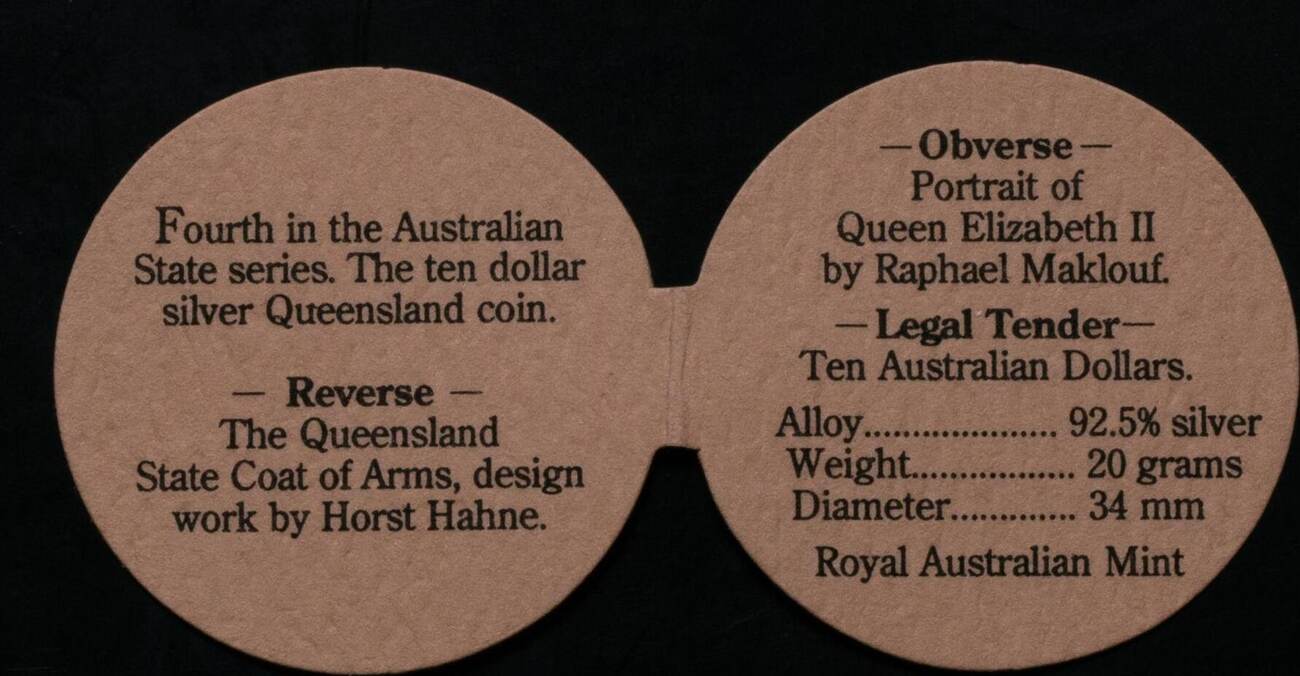 Fourth in the Australian
State series. The ten dollar
silver Queensland coin.
— Reverse —
The Queensland
State Coat of Arms, design
work by Horst Hahne.
— Obverse —
Portrait of
Queen Elizabeth II
by Raphael Maklouf.
— Legal Tender—
Ten Australian Dollars.
Alloy.................... 92.5% silver
Weight................. 20 grams
Diameter............. 34 mm
Royal Australian Mint